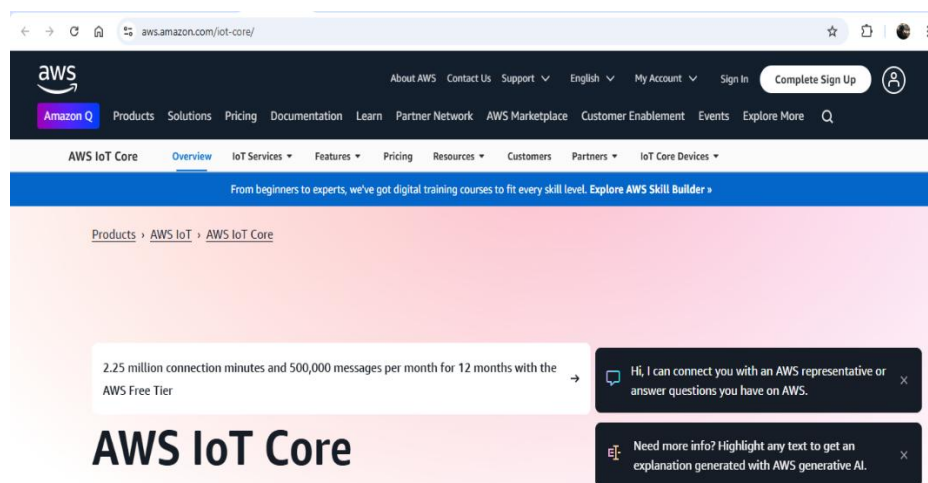 aws.amazon.com/iot-core/
aws
About AWS Contact Us Support English My Account Sign In Complete Sign Up
Amazon Q Products Solutions Pricing Documentation Learn Partner Network AWS Marketplace Customer Enablement Events Explore More
AWS IoT Core Overview IoT Services Features Pricing Resources Customers Partners IoT Core Devices
From beginners to experts, we've got digital training courses to fit every skill level. Explore AWS Skill Builder »
Products › AWS IoT › AWS IoT Core
2.25 million connection minutes and 500,000 messages per month for 12 months with the
AWS Free Tier →
Hi, I can connect you with an AWS representative or
answer questions you have on AWS.
AWS IoT Core
Need more info? Highlight any text to get an
explanation generated with AWS generative AI.